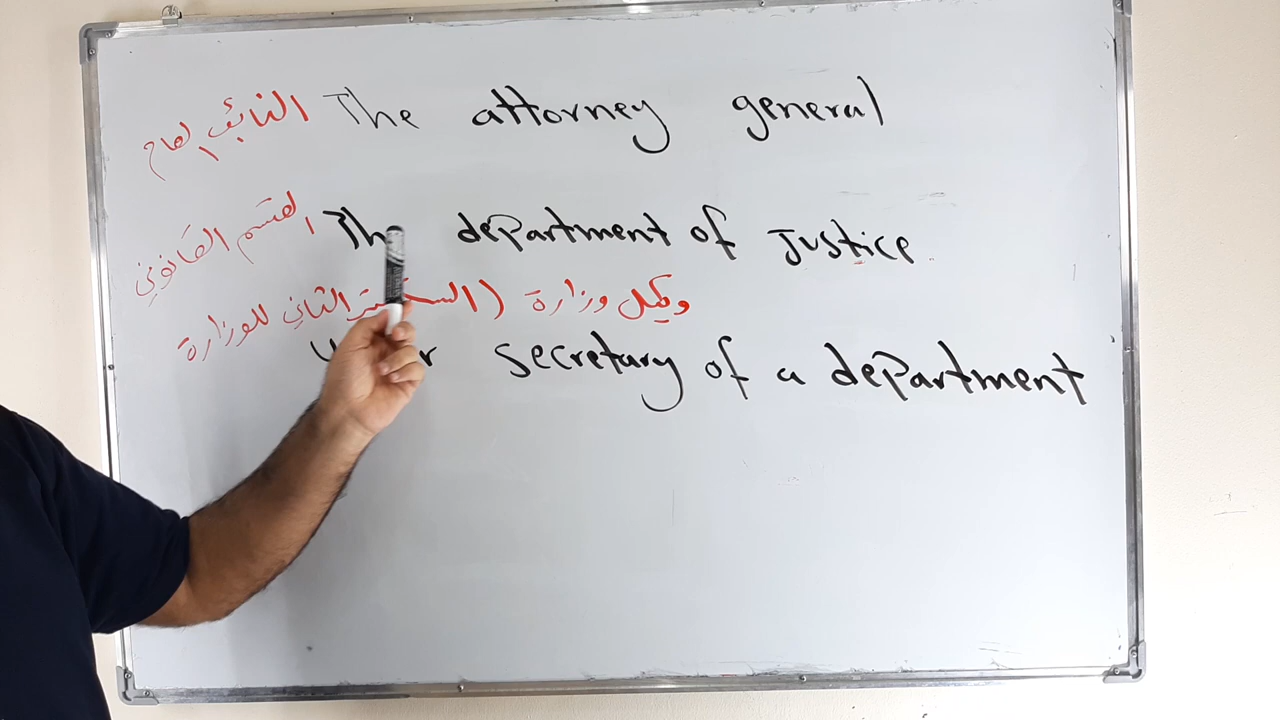 The attorney general النائب العام
The department of Justice القسم القانوني
وكيل وزارة (السكرتير الثاني للوزارة
secretary of a department